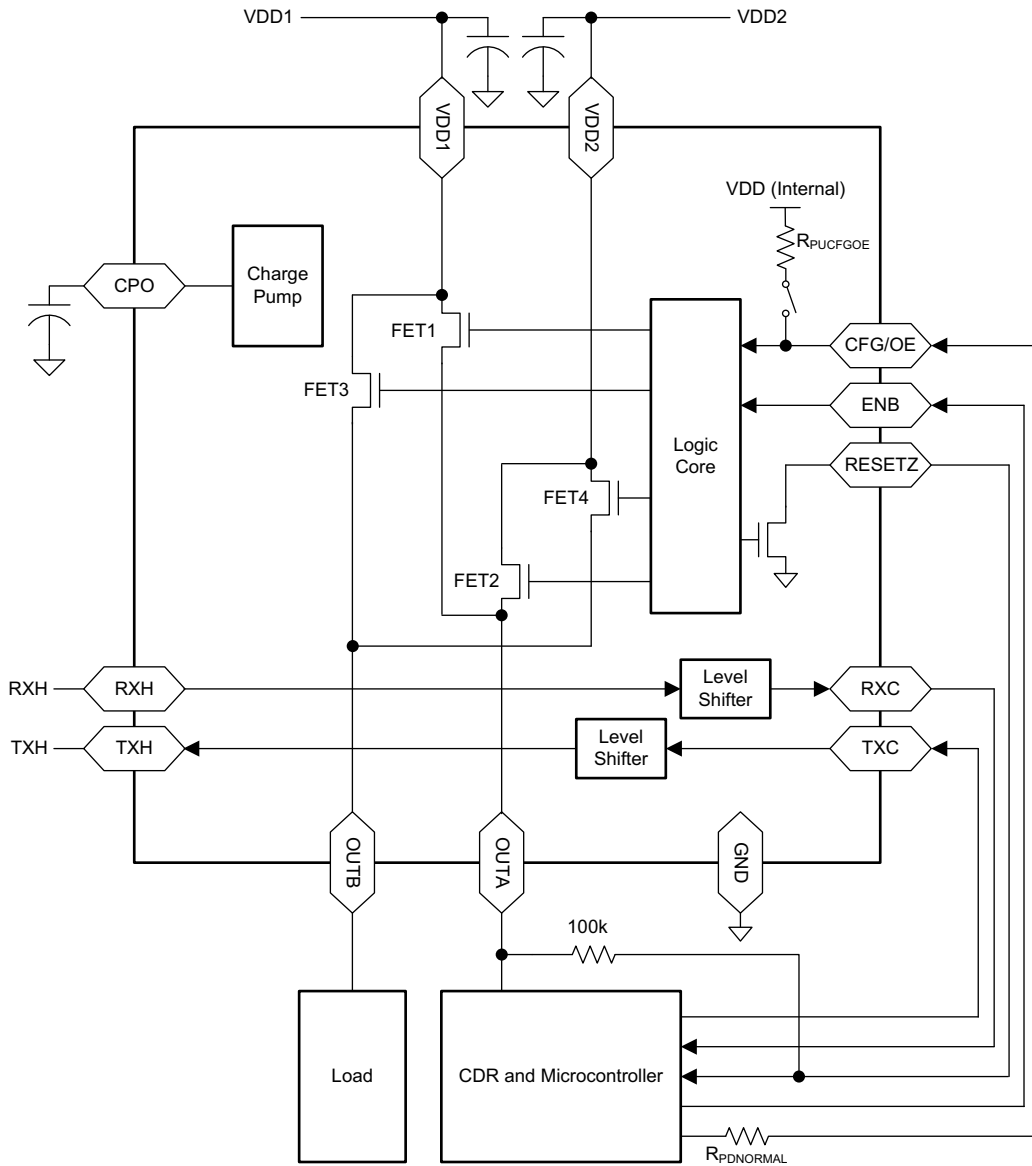 VDD1
VDD2
VDD1
VDD2
VDD (Internal)
RPUCFGOE
CPO
Charge
Pump
FET1
CFG/OE
FET3
ENB
Logic
Core
RESETZ
FET4
FET2
RXH
RXH
Level
Shifter
RXC
TXH
TXH
Level
Shifter
TXC
OUTB
OUTA
GND
100k
Load
CDR and Microcontroller
RPDNORMAL